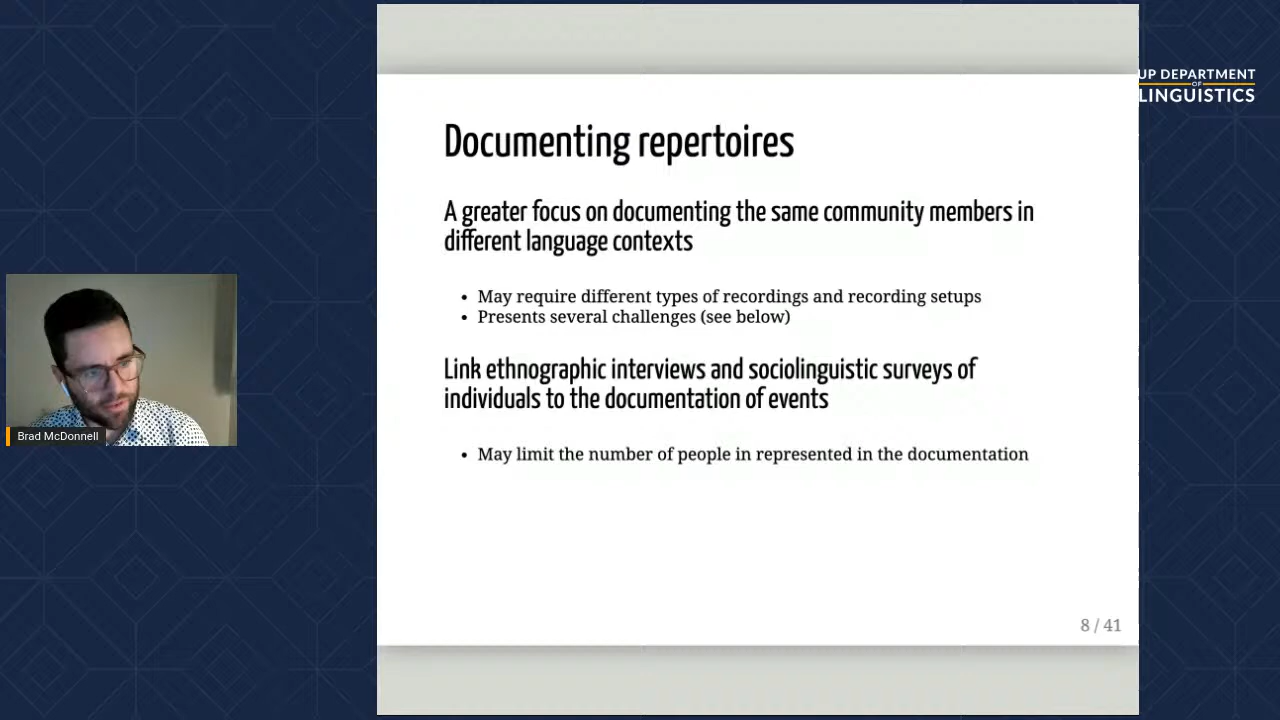 UP DEPARTMENT
OF
LINGUISTICS
Documenting repertoires
A greater focus on documenting the same community members in
different language contexts
• May require different types of recordings and recording setups
• Presents several challenges (see below)
Link ethnographic interviews and sociolinguistic surveys of
individuals to the documentation of events
• May limit the number of people in represented in the documentation
8 / 41
Brad McDonnell